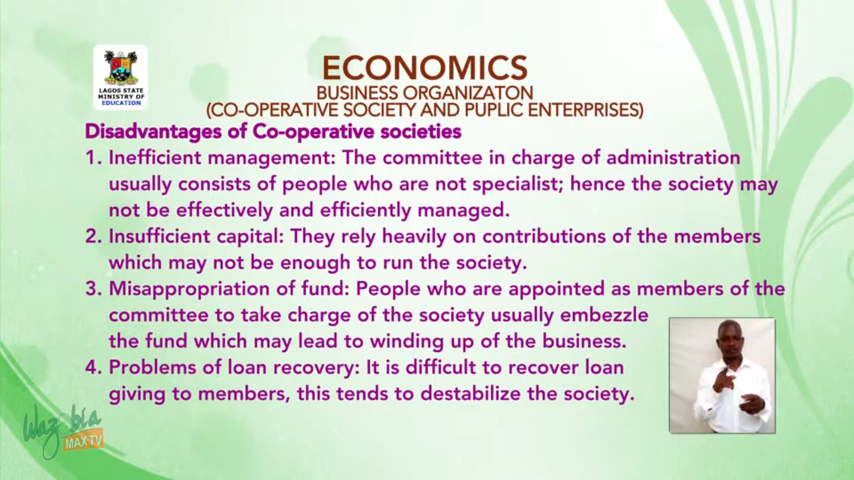 LAGOS STATE
MINISTRY OF
EDUCATION
ECONOMICS
BUSINESS ORGANIZATON
(CO-OPERATIVE SOCIETY AND PUPLIC ENTERPRISES)
Disadvantages of Co-operative societies
1. Inefficient management: The committee in charge of administration
usually consists of people who are not specialist; hence the society may
not be effectively and efficiently managed.
2. Insufficient capital: They rely heavily on contributions of the members
which may not be enough to run the society.
3. Misappropriation of fund: People who are appointed as members of the
committee to take charge of the society usually embezzle
the fund which may lead to winding up of the business.
4. Problems of loan recovery: It is difficult to recover loan
giving to members, this tends to destabilize the society.
Wazobia
MAX TV